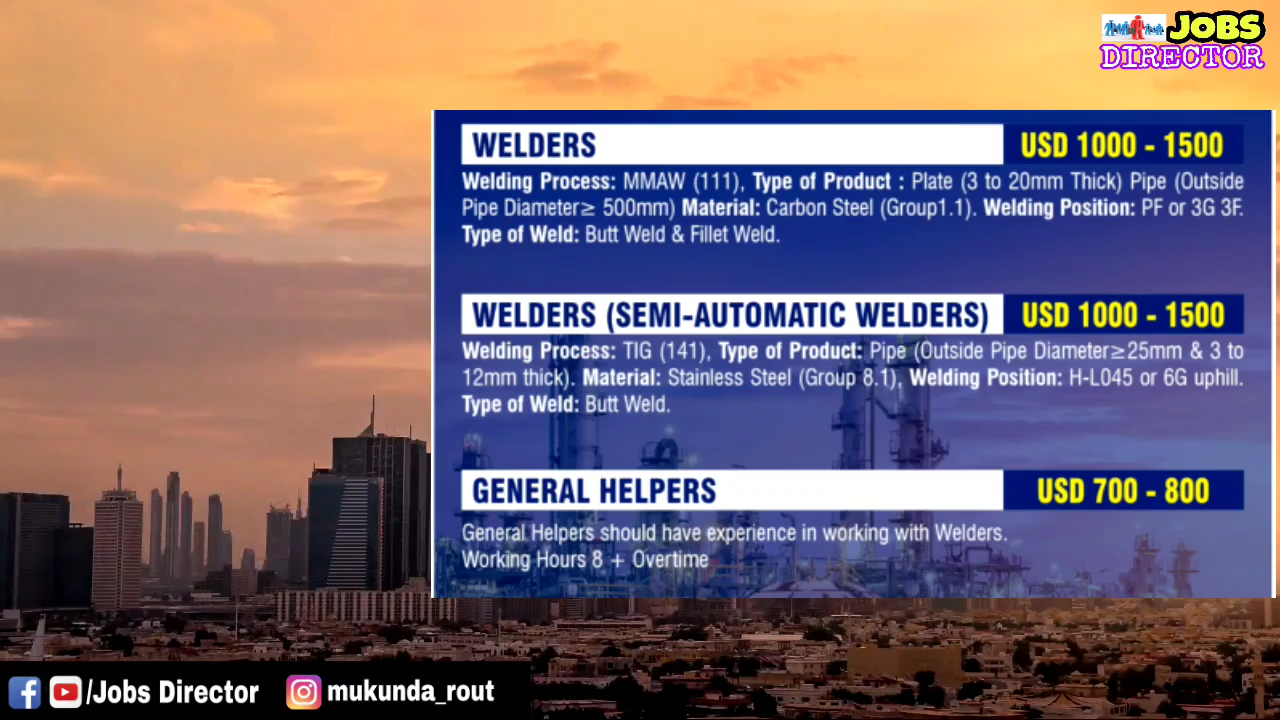 JOBS
DIRECTOR
WELDERS USD 1000 - 1500
Welding Process: MMAW (111), Type of Product : Plate (3 to 20mm Thick) Pipe (Outside
Pipe Diameter≥ 500mm) Material: Carbon Steel (Group1.1). Welding Position: PF or 3G 3F.
Type of Weld: Butt Weld & Fillet Weld.
WELDERS (SEMI-AUTOMATIC WELDERS) USD 1000 - 1500
Welding Process: TIG (141), Type of Product: Pipe (Outside Pipe Diameter≥25mm & 3 to
12mm thick). Material: Stainless Steel (Group 8.1), Welding Position: H-L045 or 6G uphill.
Type of Weld: Butt Weld.
GENERAL HELPERS USD 700 - 800
General Helpers should have experience in working with Welders.
Working Hours 8 + Overtime
/Jobs Director mukunda_rout